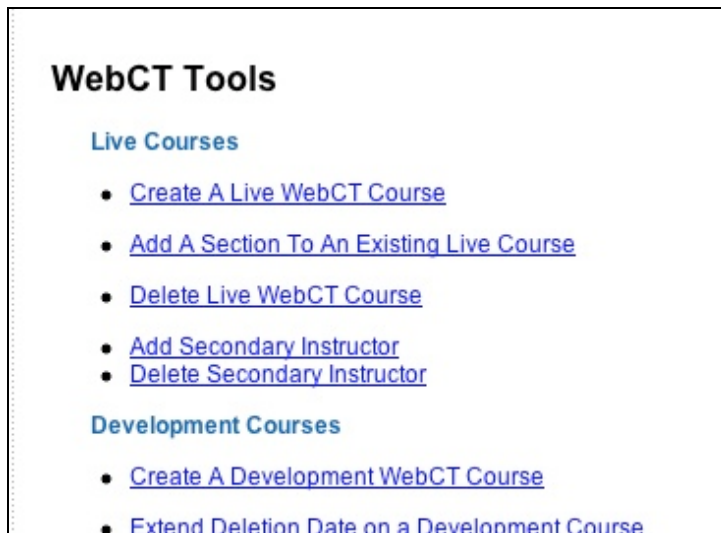 WebCT Tools
Live Courses
Create A Live WebCT Course
Add A Section To An Existing Live Course
Delete Live WebCT Course
Add Secondary Instructor
Delete Secondary Instructor
Development Courses
Create A Development WebCT Course
Extend Deletion Date on a Development Course